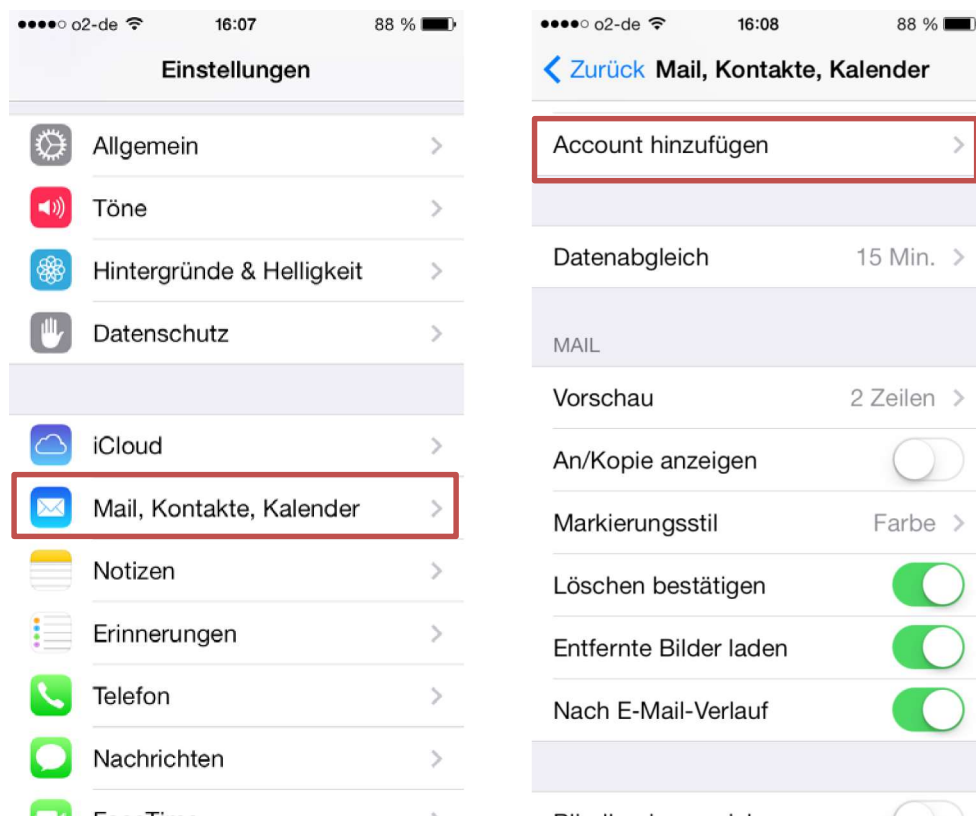 o2-de 16:07 88 %
Einstellungen
Allgemein
Töne
Hintergründe & Helligkeit
Datenschutz
iCloud
Mail, Kontakte, Kalender
Notizen
Erinnerungen
Telefon
Nachrichten
FaceTime
o2-de 16:08 88 %
Zurück Mail, Kontakte, Kalender
Account hinzufügen
Datenabgleich 15 Min.
MAIL
Vorschau 2 Zeilen
An/Kopie anzeigen
Markierungsstil Farbe
Löschen bestätigen
Entfernte Bilder laden
Nach E-Mail-Verlauf